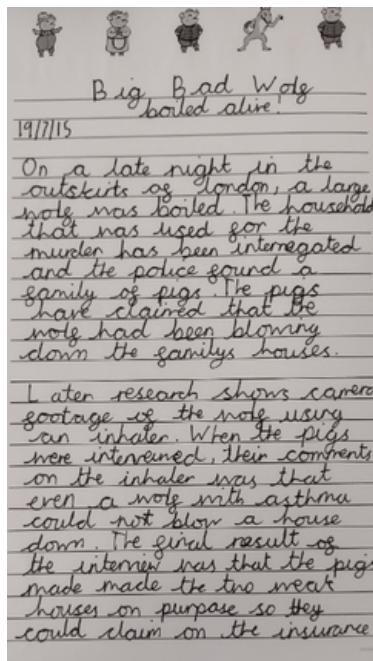 Big Bad Wolf
boiled alive!
19/7/15
On a late night in the
outskirts of london, a large
wolf was boiled. The household
that was used for the
murder has been interregated
and the police found a
family of pigs. The pigs
have claimed that the
wolf had been blowing
down the familys houses.
Later research shows camera
footage of the wolf using
an inhaler. When the pigs
were interveined, their comments
on the inhaler was that
even a wolf with asthma
could not blow a house
down. The final result of
the interview was that the pigs
made made the two weak
houses on purpose so they
could claim on the insurance